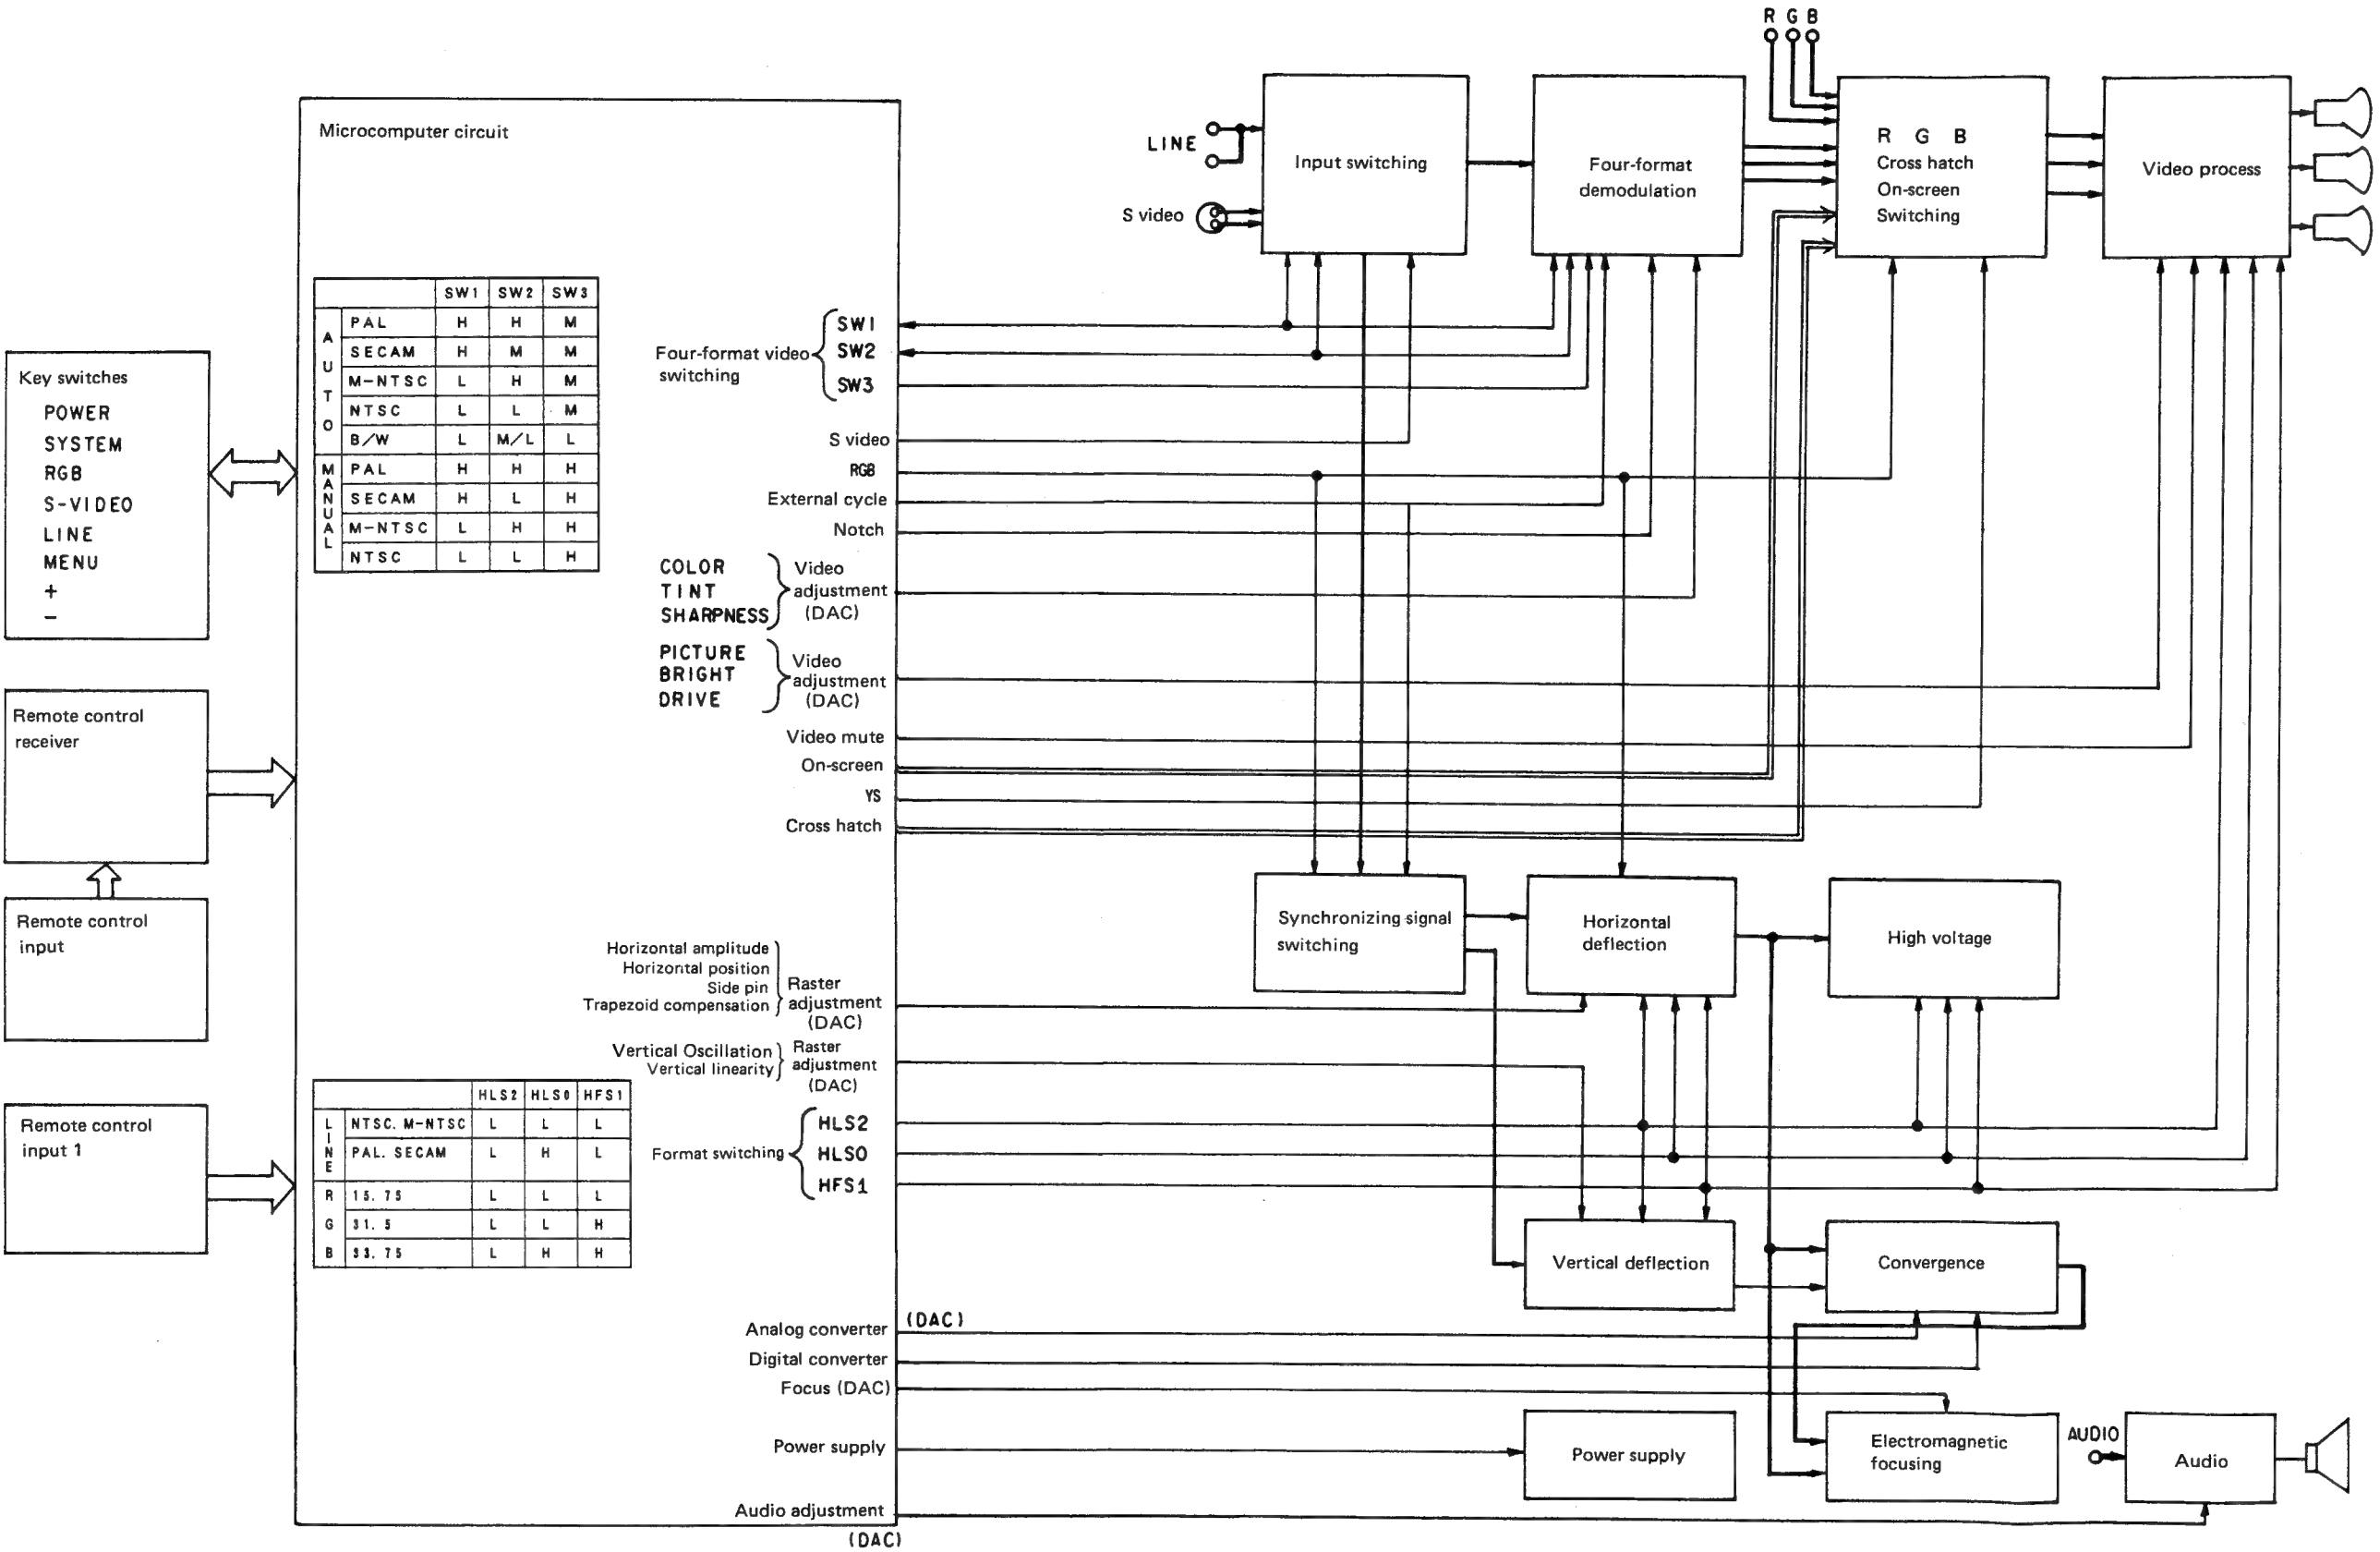 R G B
Microcomputer circuit
LINE
S video
Input switching
Four-format
demodulation
R G B
Cross hatch
On-screen
Switching
Video process
SW1 SW2 SW3
AUTO
PAL H H M
SECAM H M M
M-NTSC L H M
NTSC L L M
B/W L M/L L
MANUAL
PAL H H H
SECAM H L H
M-NTSC L H H
NTSC L L H
Key switches
POWER
SYSTEM
RGB
S-VIDEO
LINE
MENU
+
−
Remote control
receiver
Remote control
input
Remote control
input 1
Four-format video
switching
SW1
SW2
SW3
S video
RGB
External cycle
Notch
COLOR
TINT
SHARPNESS
Video
adjustment
(DAC)
PICTURE
BRIGHT
DRIVE
Video
adjustment
(DAC)
Video mute
On-screen
YS
Cross hatch
Synchronizing signal
switching
Horizontal
deflection
High voltage
Horizontal amplitude
Horizontal position
Side pin
Trapezoid compensation
Raster
adjustment
(DAC)
Vertical Oscillation
Vertical linearity
Raster
adjustment
(DAC)
HLS2 HLS0 HFS1
LINE
NTSC. M-NTSC L L L
PAL. SECAM L H L
RGB
15.75 L L L
31.5 L L H
33.75 L H H
Format switching
HLS2
HLS0
HFS1
Vertical deflection
Convergence
Analog converter
(DAC)
Digital converter
Focus (DAC)
Power supply
Power supply
Electromagnetic
focusing
AUDIO
Audio
Audio adjustment
(DAC)